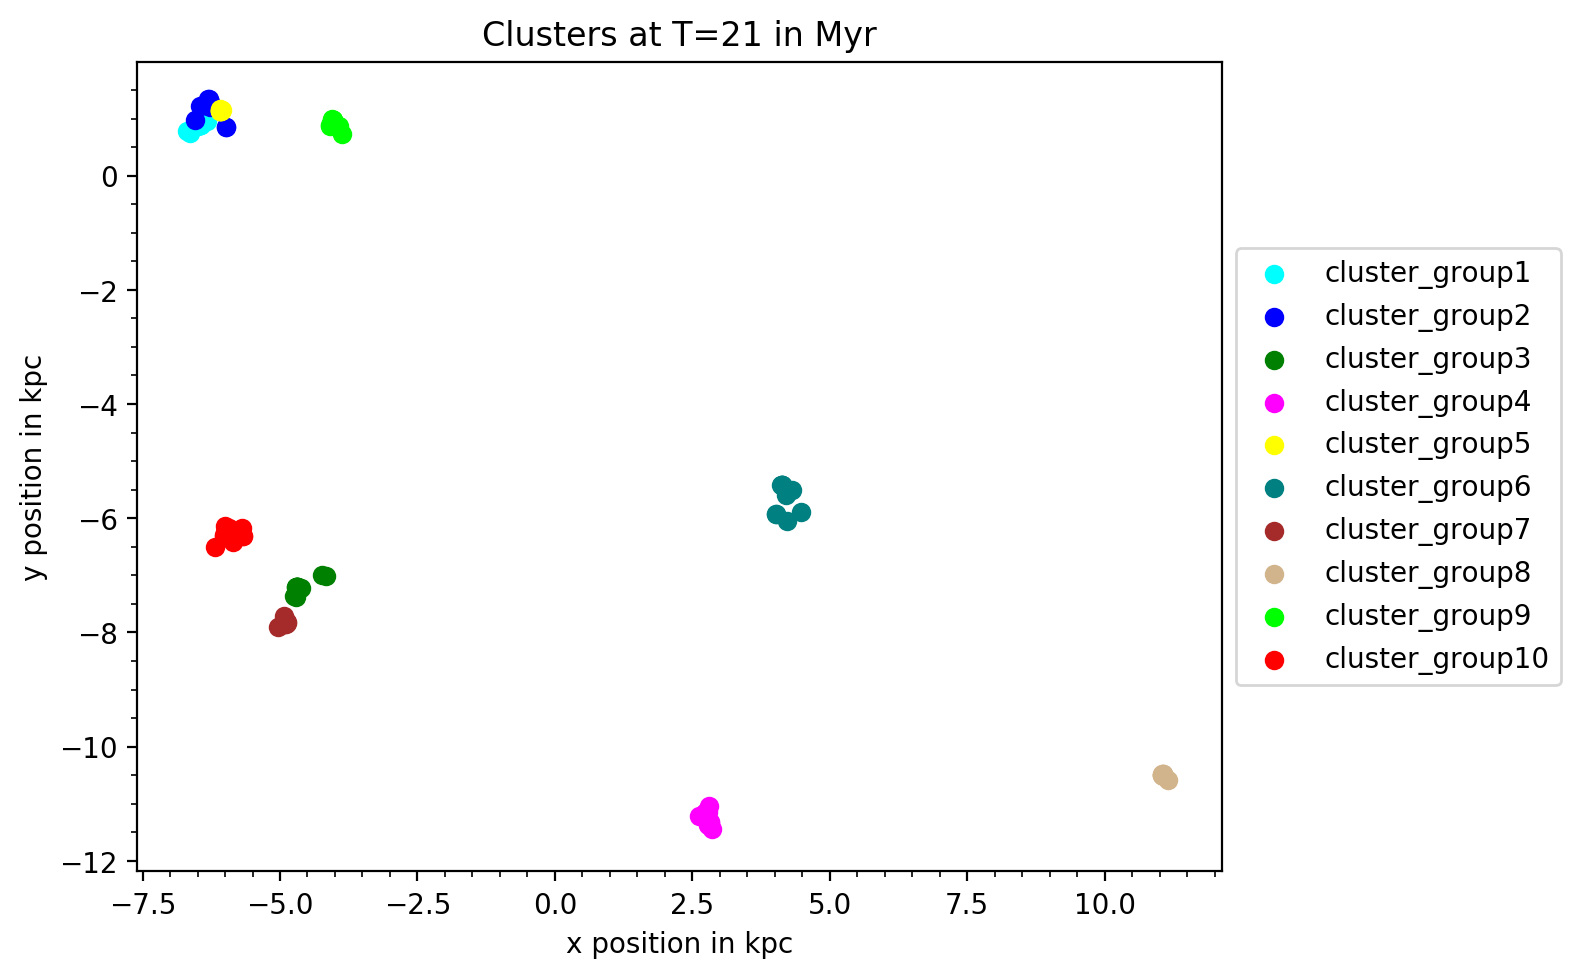 Clusters at T=21 in Myr
y position in kpc
0
−2
−4
−6
−8
−10
−12
−7.5 −5.0 −2.5 0.0 2.5 5.0 7.5 10.0
x position in kpc
cluster_group1
cluster_group2
cluster_group3
cluster_group4
cluster_group5
cluster_group6
cluster_group7
cluster_group8
cluster_group9
cluster_group10